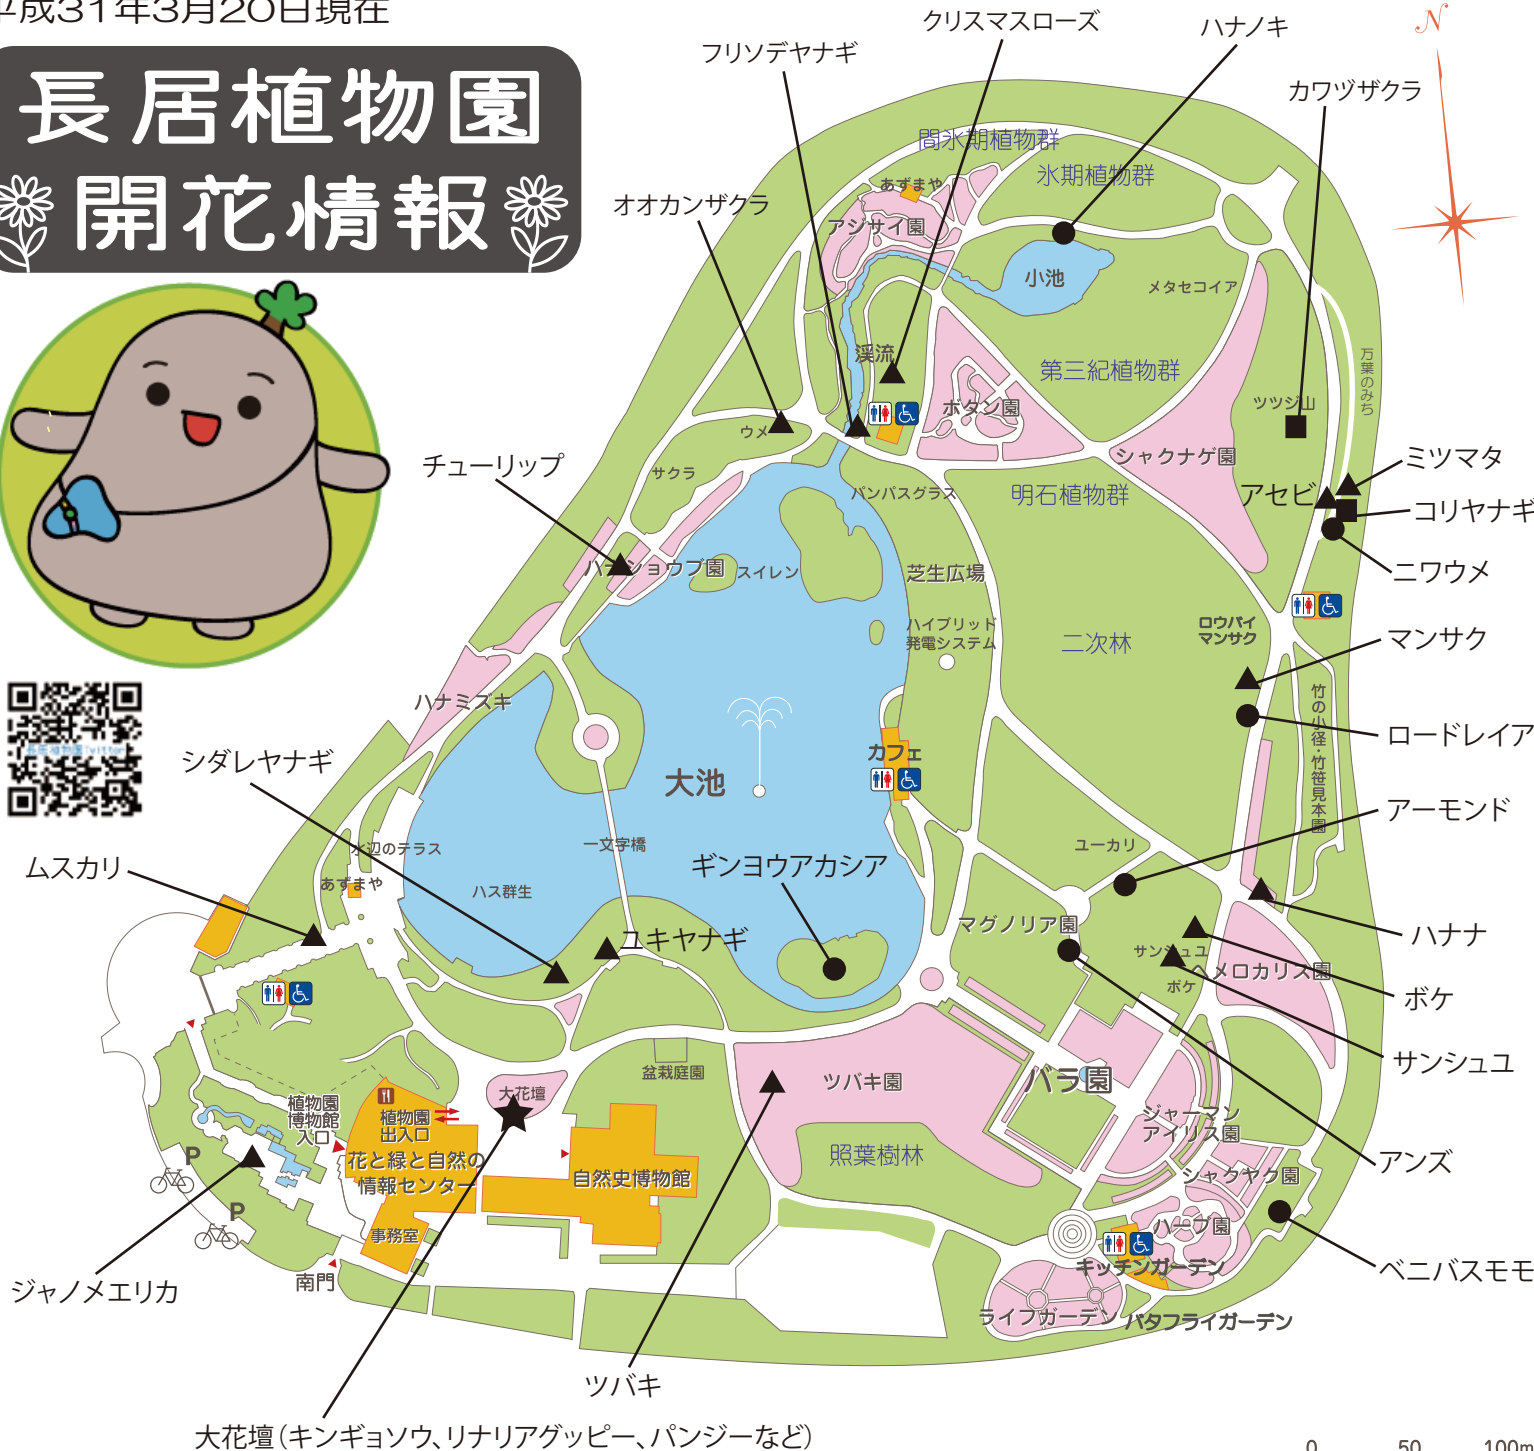 平成31年3月20日現在
長居植物園
開花情報
クリスマスローズ
ハナノキ
N
フリソデヤナギ
カワヅザクラ
間氷期植物群
氷期植物群
あずまや
オオカンザクラ
アジサイ園
小池
メタセコイア
渓流
第三紀植物群
万葉のみち
ボタン園
ツツジ山
ウメ
シャクナゲ園
ミツマタ
チューリップ
サクラ
パンパスグラス
明石植物群
アセビ
コリヤナギ
ハナショウブ園
スイレン
芝生広場
ニワウメ
ハイブリッド
発電システム
二次林
ロウバイ
マンサク
マンサク
ハナミズキ
竹の小径・竹笹見本園
ロードレイア
長居植物園Twitter
シダレヤナギ
大池
カフェ
アーモンド
水辺のテラス
一文字橋
ユーカリ
ムスカリ
あずまや
ハス群生
ギンヨウアカシア
ユキヤナギ
マグノリア園
ハナナ
サンシュユ
ヘメロカリス園
ボケ
ボケ
サンシュユ
盆栽庭園
ツバキ園
バラ園
大花壇
植物園
博物館
入口
植物園
出入口
ジャーマン
アイリス園
P
花と緑と自然の
情報センター
自然史博物館
照葉樹林
アンズ
シャクヤク園
P
事務室
ハーブ園
南門
キッチンガーデン
ベニバスモモ
ジャノメエリカ
ライフガーデン
バタフライガーデン
ツバキ
大花壇(キンギョソウ、リナリアグッピー、パンジーなど)
0 50 100m